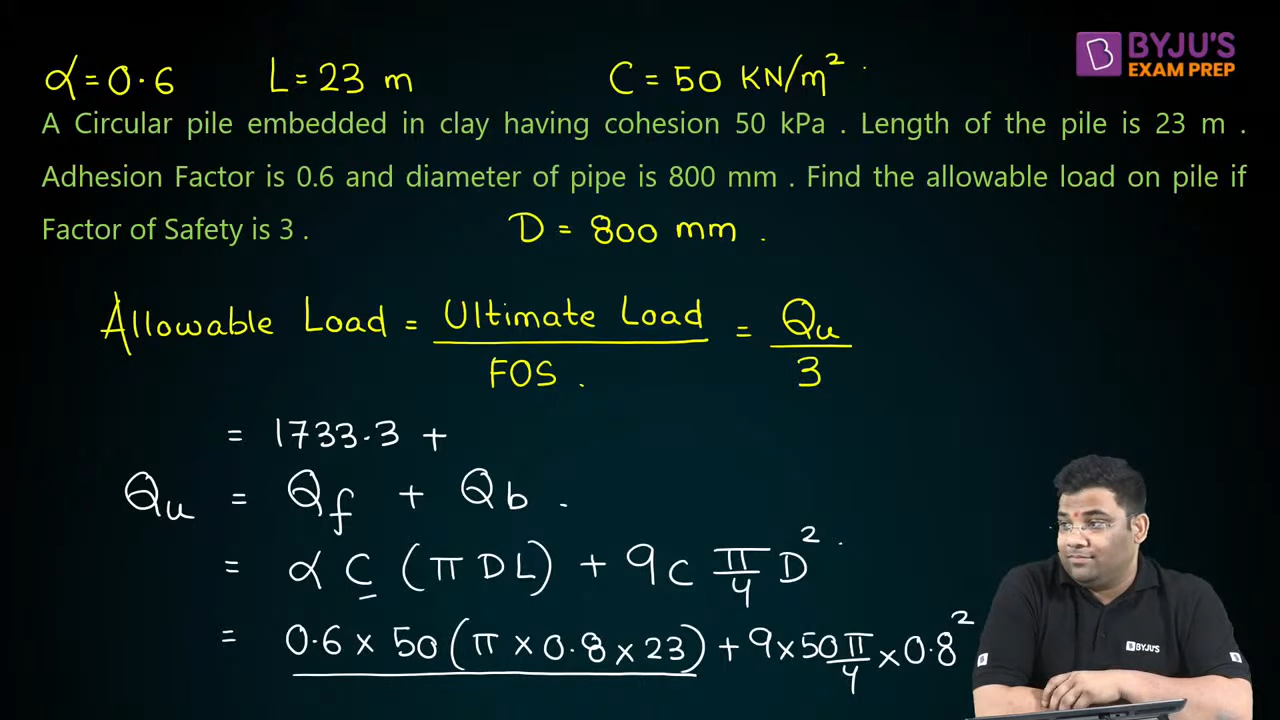 α = 0.6 L = 23 m C = 50 KN/m²
BYJU'S
EXAM PREP
A Circular pile embedded in clay having cohesion 50 kPa . Length of the pile is 23 m .
Adhesion Factor is 0.6 and diameter of pipe is 800 mm . Find the allowable load on pile if
Factor of Safety is 3 .
D = 800 mm .
Allowable Load = Ultimate Load / FOS . = Qu / 3
= 1733.3 +
Qu = Qf + Qb .
= α C (π D L) + 9 C π/4 D² .
= 0.6 × 50 (π × 0.8 × 23) + 9 × 50 π/4 × 0.8²
BYJU'S